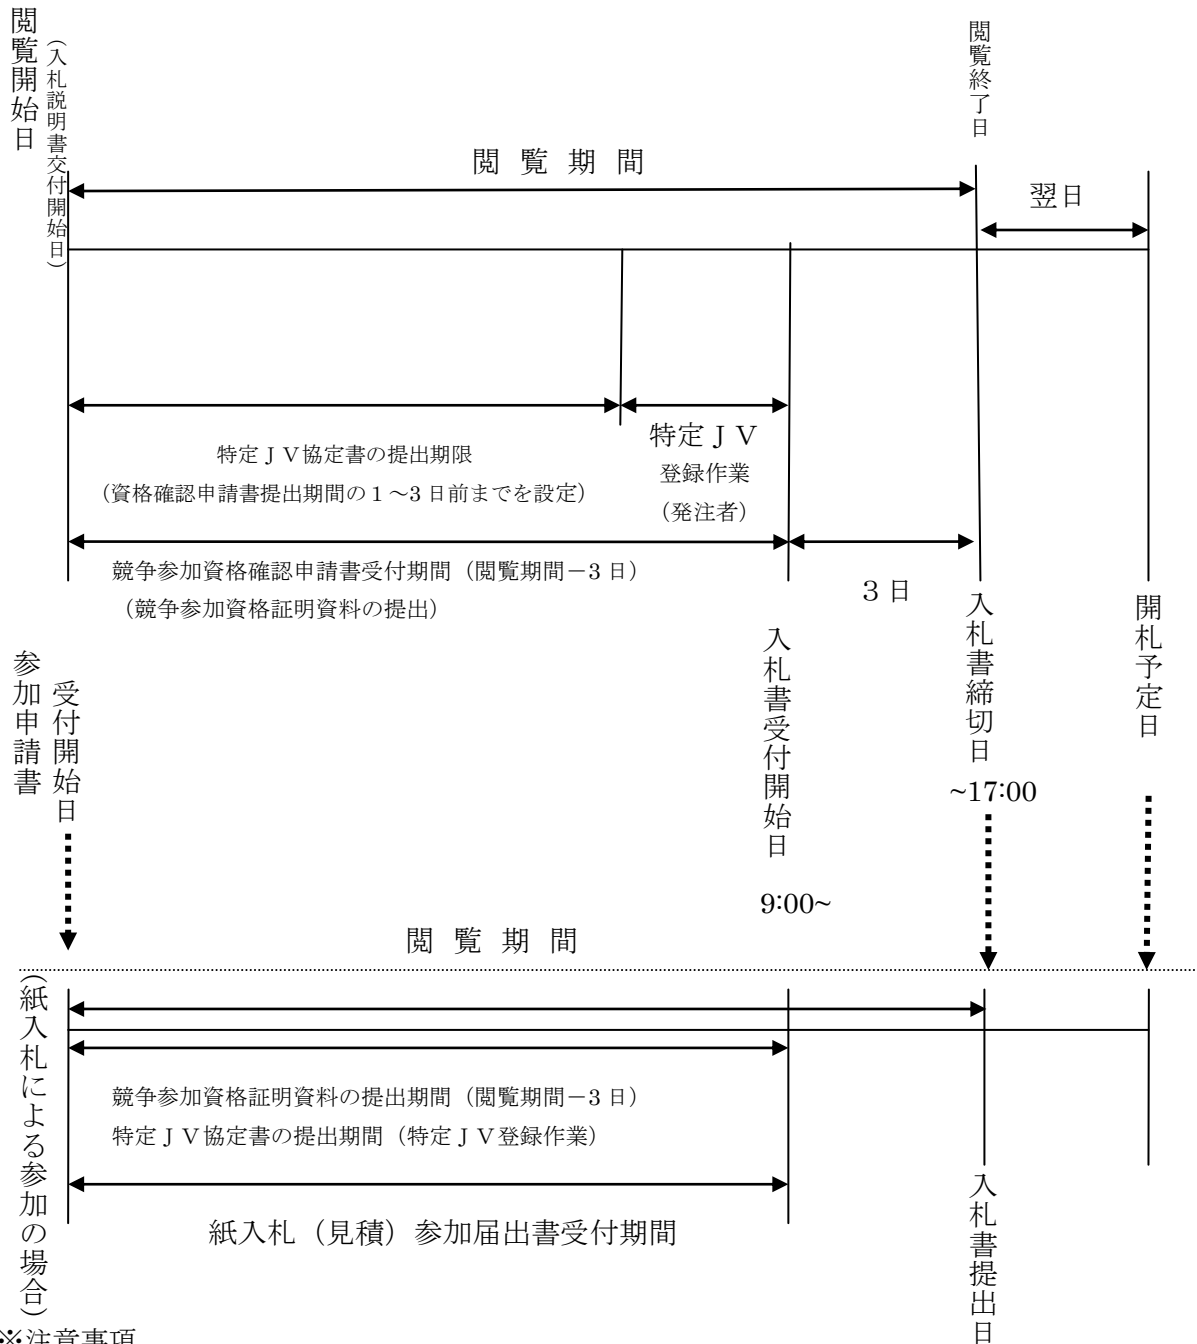 閲覧開始日
（入札説明書交付開始日）
閲覧終了日
閲 覧 期 間
翌日
特定ＪＶ協定書の提出期限
（資格確認申請書提出期間の１～3 日前までを設定）
特定ＪＶ
登録作業
（発注者）
競争参加資格確認申請書受付期間（閲覧期間－3 日）
（競争参加資格証明資料の提出）
３日
参加申請書
受付開始日
入札書受付開始日
9:00~
入札書締切日
~17:00
開札予定日
閲 覧 期 間
（紙入札による参加の場合）
競争参加資格証明資料の提出期間（閲覧期間－3 日）
特定ＪＶ協定書の提出期間（特定ＪＶ登録作業）
紙入札（見積）参加届出書受付期間
入札書提出日
※注意事項